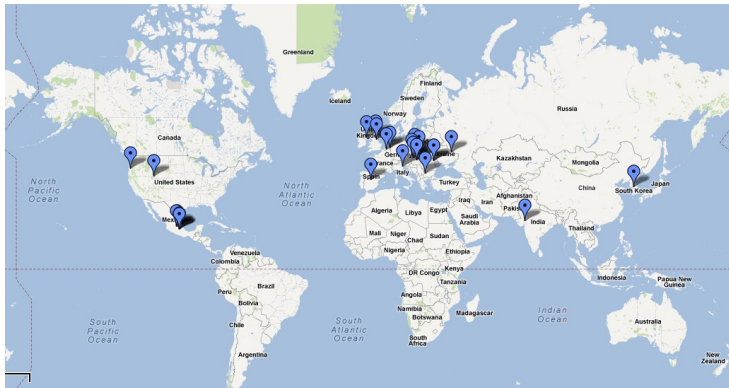 Greenland
Iceland
Finland
Sweden
Norway
Russia
Canada
Kingdom
Kazakhstan
Mongolia
Spain
Italy
Turkey
North
Pacific
Ocean
United States
North
Atlantic
Ocean
China
South Korea
Japan
Afghanistan
Iraq
Iran
Algeria
Libya
Egypt
Saudi
Arabia
India
Thailand
Mali
Niger
Chad
Sudan
Nigeria
Ethiopia
Venezuela
Colombia
Kenya
DR Congo
Tanzania
Indonesia
Papua New
Guinea
Peru
Brazil
Bolivia
Angola
Namibia
Botswana
Madagascar
South
Pacific
Ocean
South
Atlantic
Ocean
Indian
Ocean
Australia
Chile
Argentina
South
Africa
New
Zealand